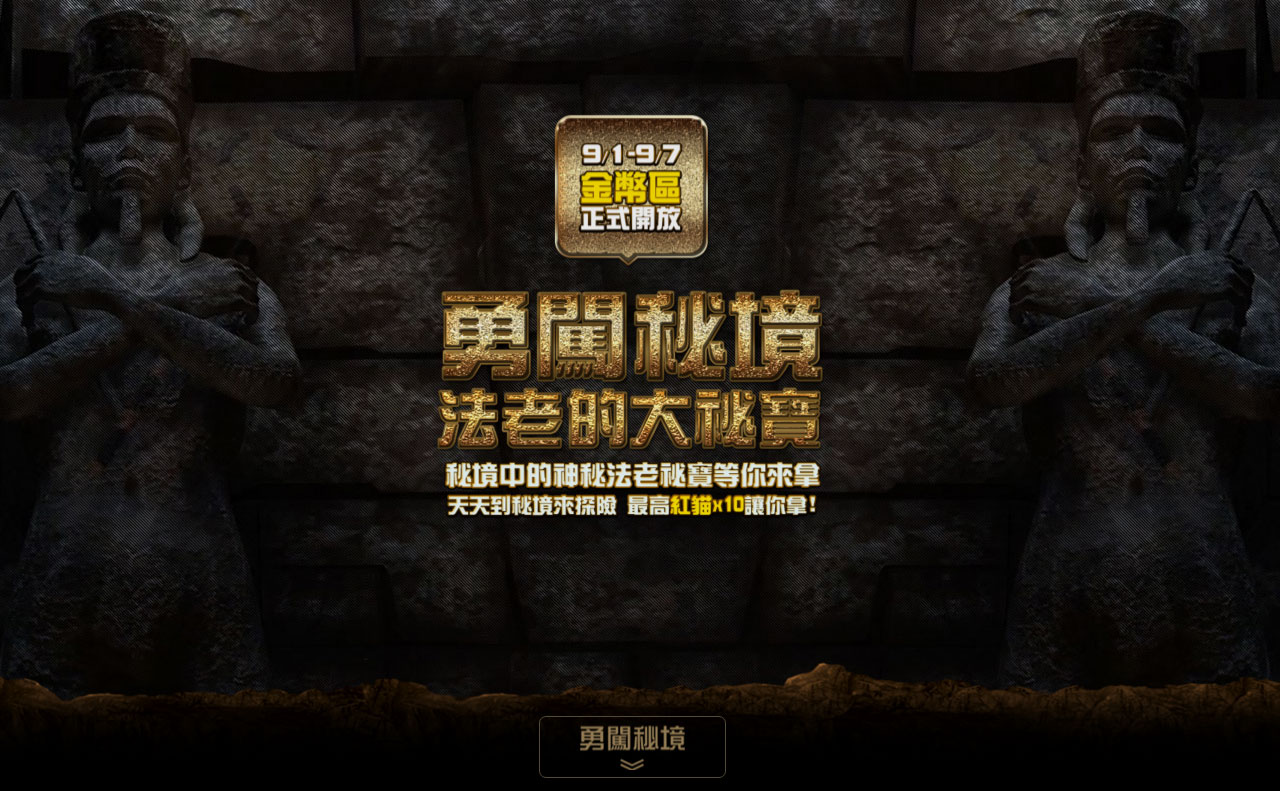 9/1-9/7
金幣區
正式開放
勇闖秘境
法老的大祕寶
秘境中的神秘法老祕寶等你來拿
天天到秘境來探險 最高紅貓x10讓你拿!
勇闖秘境